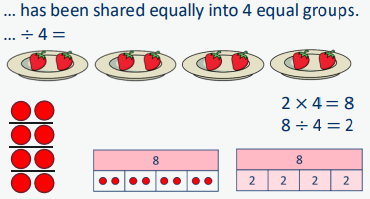 ... has been shared equally into 4 equal groups.
... ÷ 4 =
2 × 4 = 8
8 ÷ 4 = 2
8
8
2 2 2 2